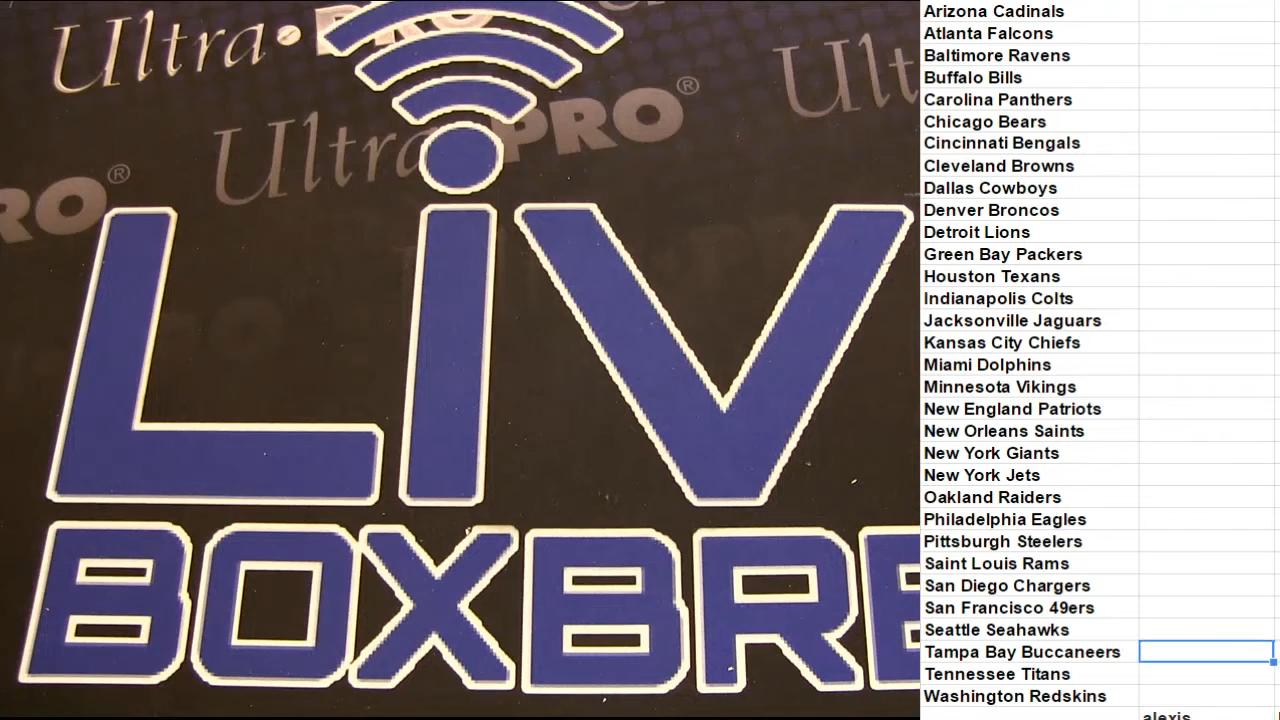 Ultra•PRO
Ultra PRO®
Ult
RO®
LiV
BOXBRE
Arizona Cadinals
Atlanta Falcons
Baltimore Ravens
Buffalo Bills
Carolina Panthers
Chicago Bears
Cincinnati Bengals
Cleveland Browns
Dallas Cowboys
Denver Broncos
Detroit Lions
Green Bay Packers
Houston Texans
Indianapolis Colts
Jacksonville Jaguars
Kansas City Chiefs
Miami Dolphins
Minnesota Vikings
New England Patriots
New Orleans Saints
New York Giants
New York Jets
Oakland Raiders
Philadelphia Eagles
Pittsburgh Steelers
Saint Louis Rams
San Diego Chargers
San Francisco 49ers
Seattle Seahawks
Tampa Bay Buccaneers
Tennessee Titans
Washington Redskins
alexis